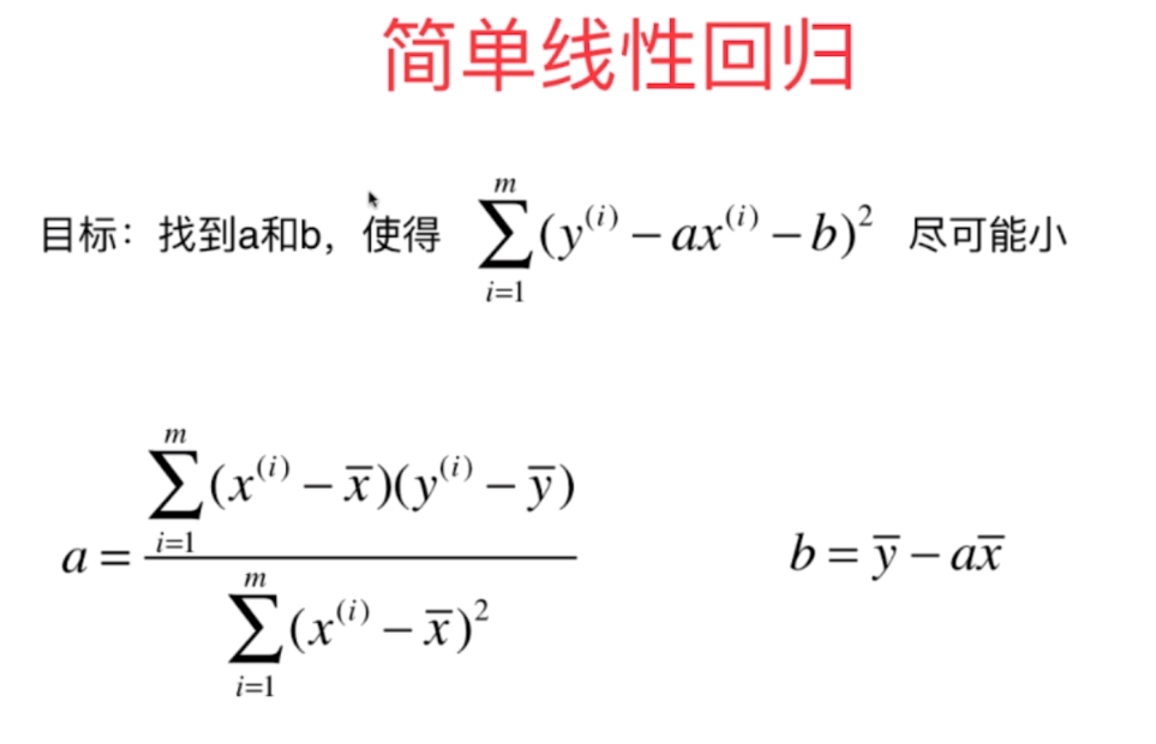 简单线性回归
目标：找到a和b，使得 $\sum_{i=1}^{m}(y^{(i)} - ax^{(i)} - b)^2$ 尽可能小
$a = \frac{\sum_{i=1}^{m}(x^{(i)} - \overline{x})(y^{(i)} - \overline{y})}{\sum_{i=1}^{m}(x^{(i)} - \overline{x})^2}$
$b = \overline{y} - a\overline{x}$